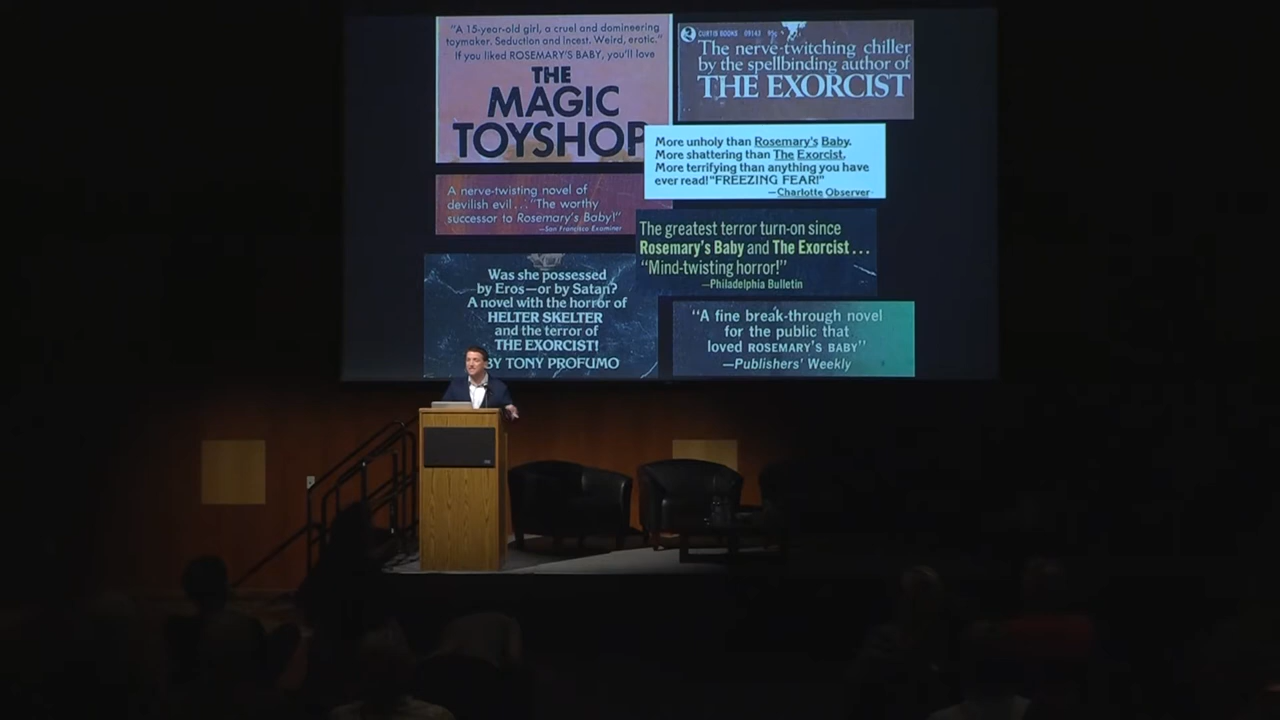 "A 15-year-old girl, a cruel and domineering
toymaker. Seduction and incest. Weird, erotic."
If you liked ROSEMARY'S BABY, you'll love
THE
MAGIC
TOYSHOP
2 CURTIS BOOKS 09143 95c
The nerve-twitching chiller
by the spellbinding author of
THE EXORCIST
More unholy than Rosemary's Baby.
More shattering than The Exorcist.
More terrifying than anything you have
ever read! "FREEZING FEAR!"
—Charlotte Observer
A nerve-twisting novel of
devilish evil... "The worthy
successor to Rosemary's Baby!"
—San Francisco Examiner
The greatest terror turn-on since
Rosemary's Baby and The Exorcist...
"Mind-twisting horror!"
—Philadelphia Bulletin
Was she possessed
by Eros—or by Satan?
A novel with the horror of
HELTER SKELTER
and the terror of
THE EXORCIST!
BY TONY PROFUMO
"A fine break-through novel
for the public that
loved ROSEMARY'S BABY"
—Publishers' Weekly